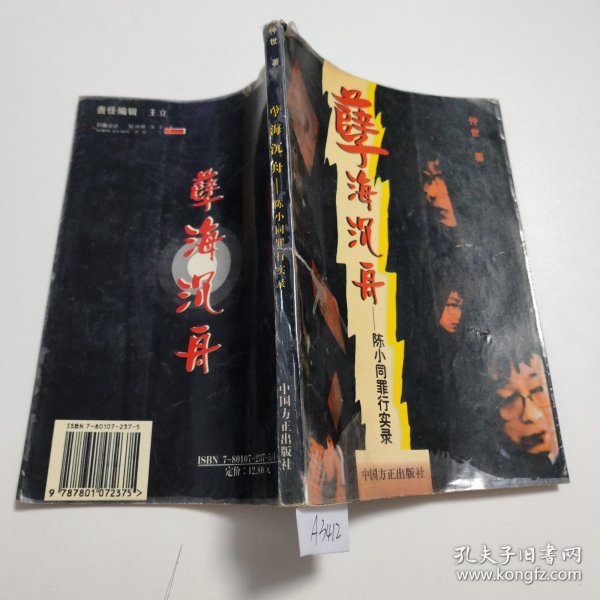 孽海沉舟
——陈小同罪行实录
仲世 著
中国方正出版社
仲世 著
孽海沉舟——陈小同罪行实录
中国方正出版社
责任编辑 王立
孽海沉舟
ISBN 7-80107-237-5
9 787801 072375 >
ISBN 7-80107-237-5/
定价：12.80元
A3412
孔夫子旧书网
www.kongfz.com